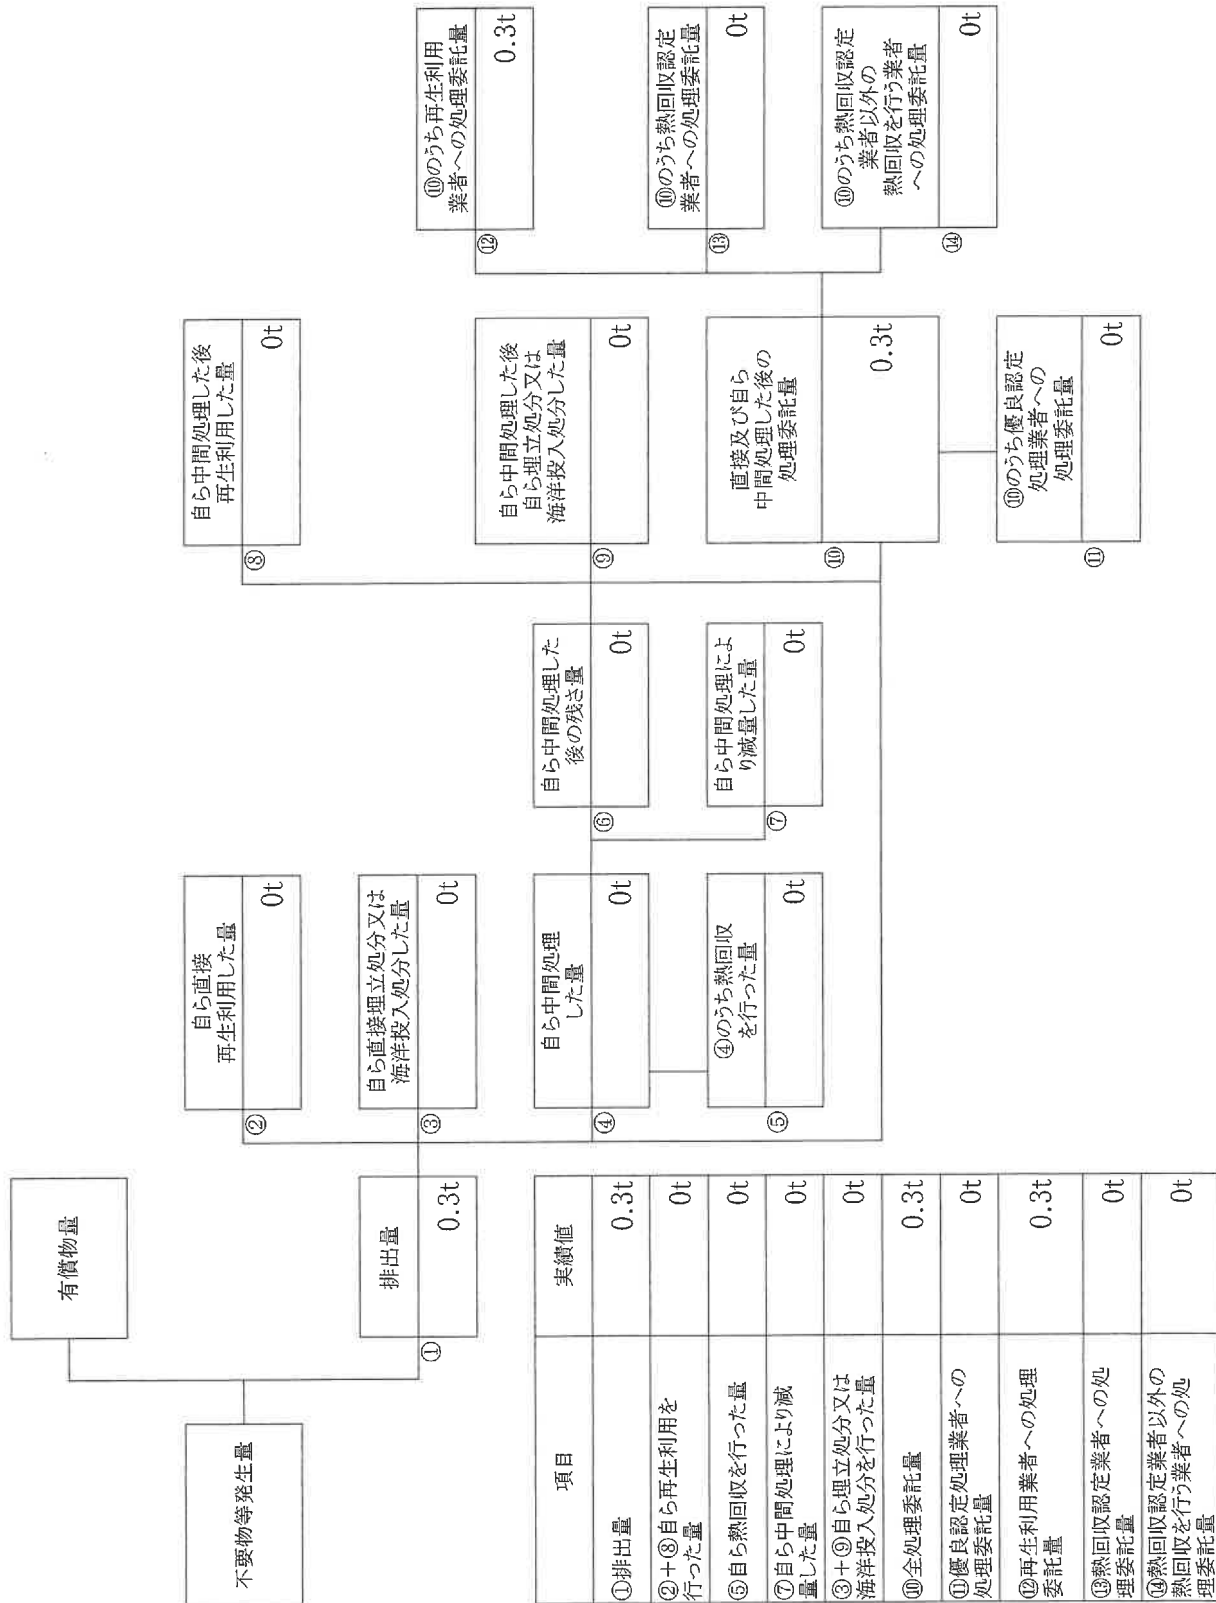 有償物量
不要物等発生量
排出量
①
0.3t
自ら直接
再生利用した量
②
0t
自ら直接埋立処分又は
海洋投入処分した量
③
0t
自ら中間処理
した量
④
0t
④のうち熱回収
を行った量
⑤
0t
自ら中間処理した
後の残さ量
⑥
0t
自ら中間処理によ
り減量した量
⑦
0t
自ら中間処理した後
再生利用した量
⑧
0t
自ら中間処理した後
自ら埋立処分又は
海洋投入処分した量
⑨
0t
直接及び自ら
中間処理した後の
処理委託量
⑩
0.3t
⑩のうち優良認定
処理業者への
処理委託量
⑪
0t
⑩のうち再生利用
業者への処理委託量
⑫
0.3t
⑩のうち熱回収認定
業者への処理委託量
⑬
0t
⑩のうち熱回収認定
業者以外の
熱回収を行う業者
への処理委託量
⑭
0t
項目 実績値
①排出量 0.3t
②+⑧自ら再生利用を
行った量 0t
⑤自ら熱回収を行った量 0t
⑦自ら中間処理により減
量した量 0t
③+⑨自ら埋立処分又は
海洋投入処分を行った量 0t
⑩全処理委託量 0.3t
⑪優良認定処理業者への
処理委託量 0t
⑫再生利用業者への処理
委託量 0.3t
⑬熱回収認定業者への処
理委託量 0t
⑭熱回収認定業者以外の
熱回収を行う業者への処
理委託量 0t